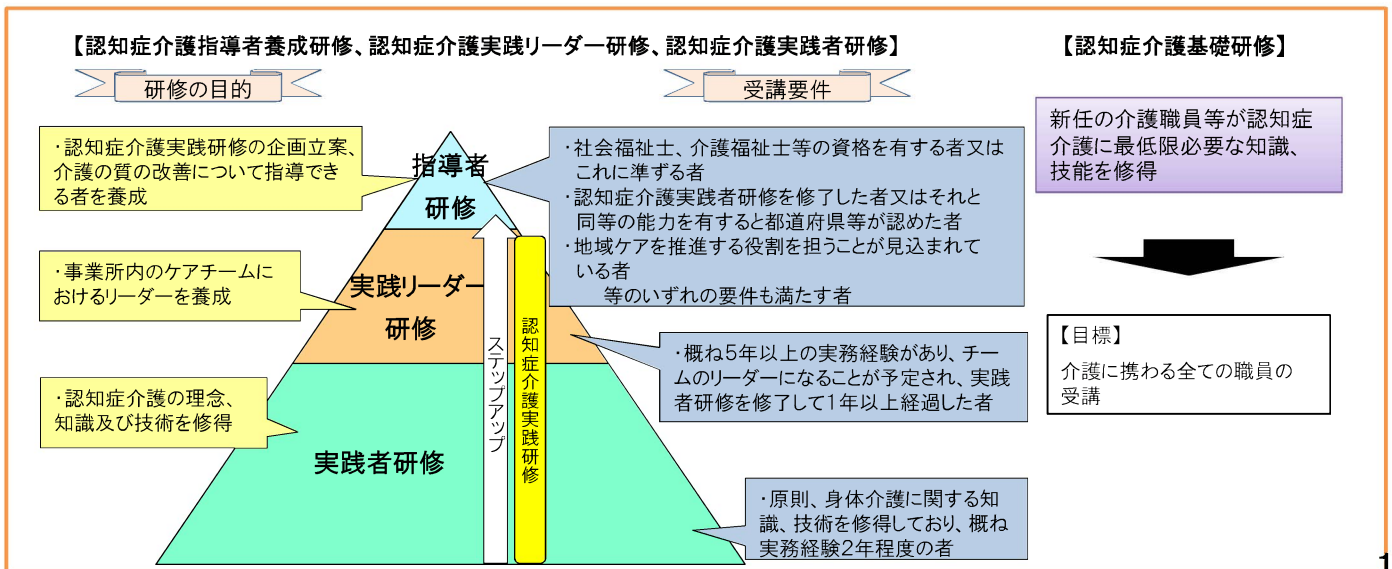 【認知症介護指導者養成研修、認知症介護実践リーダー研修、認知症介護実践者研修】
【認知症介護基礎研修】
研修の目的
受講要件
・認知症介護実践研修の企画立案、
介護の質の改善について指導でき
る者を養成
・事業所内のケアチームに
おけるリーダーを養成
・認知症介護の理念、
知識及び技術を修得
指導者
研修
実践リーダー
研修
実践者研修
ステップアップ
認知症介護実践研修
・社会福祉士、介護福祉士等の資格を有する者又は
これに準ずる者
・認知症介護実践者研修を修了した者又はそれと
同等の能力を有すると都道府県等が認めた者
・地域ケアを推進する役割を担うことが見込まれて
いる者
等のいずれの要件も満たす者
・概ね5年以上の実務経験があり、チー
ムのリーダーになることが予定され、実践
者研修を修了して1年以上経過した者
・原則、身体介護に関する知
識、技術を修得しており、概ね
実務経験2年程度の者
新任の介護職員等が認知症
介護に最低限必要な知識、
技能を修得
【目標】
介護に携わる全ての職員の
受講
1